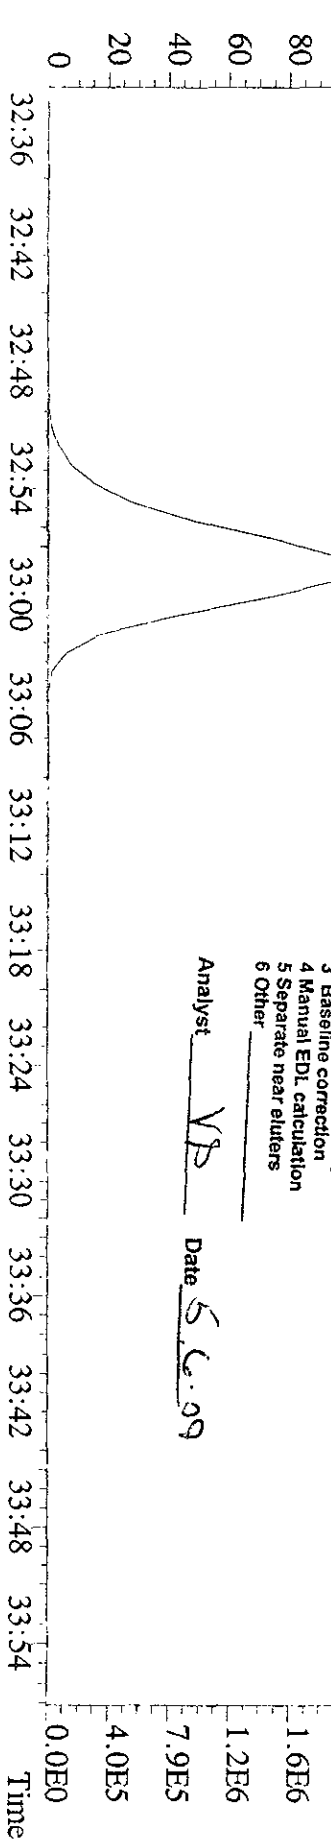 80
60
40
20
0
3 Baseline correction
4 Manual EDL calculation
5 Separate near eluters
6 Other
Analyst VP Date 5.6.09
1.6E6
1.2E6
7.9E5
4.0E5
0.0E0
32:36 32:42 32:48 32:54 33:00 33:06 33:12 33:18 33:24 33:30 33:36 33:42 33:48 33:54 Time